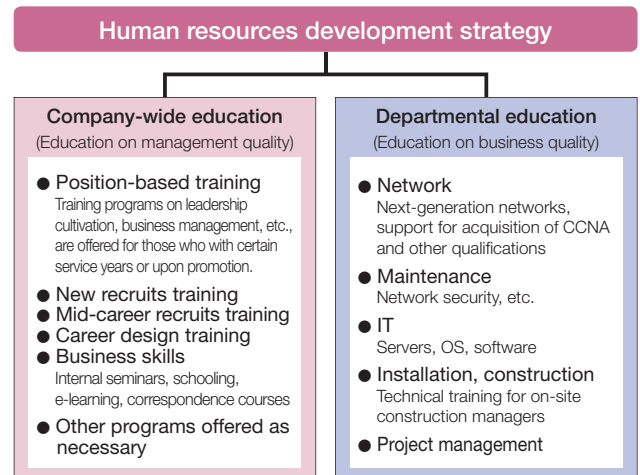 Human resources development strategy
Company-wide education
(Education on management quality)
● Position-based training
Training programs on leadership
cultivation, business management, etc.,
are offered for those who with certain
service years or upon promotion.
● New recruits training
● Mid-career recruits training
● Career design training
● Business skills
Internal seminars, schooling,
e-learning, correspondence courses
● Other programs offered as
necessary
Departmental education
(Education on business quality)
● Network
Next-generation networks,
support for acquisition of CCNA
and other qualifications
● Maintenance
Network security, etc.
● IT
Servers, OS, software
● Installation, construction
Technical training for on-site
construction managers
● Project management